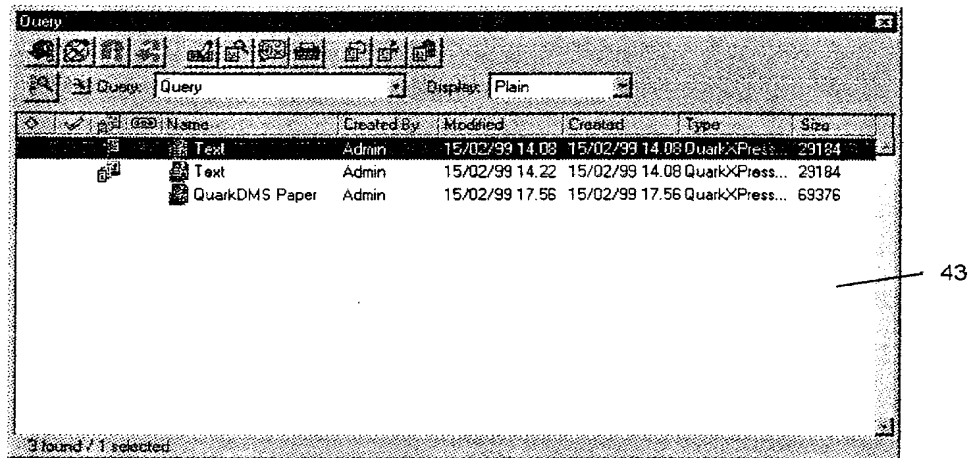 Query
Query: Query Display: Plain
Name Created By Modified Created Type Size
Text Admin 15/02/99 14.08 15/02/99 14.08 QuarkXPress... 29184
Text Admin 15/02/99 14.22 15/02/99 14.08 QuarkXPress... 29184
QuarkDMS Paper Admin 15/02/99 17.56 15/02/99 17.56 QuarkXPress... 69376
43
3 found / 1 selected